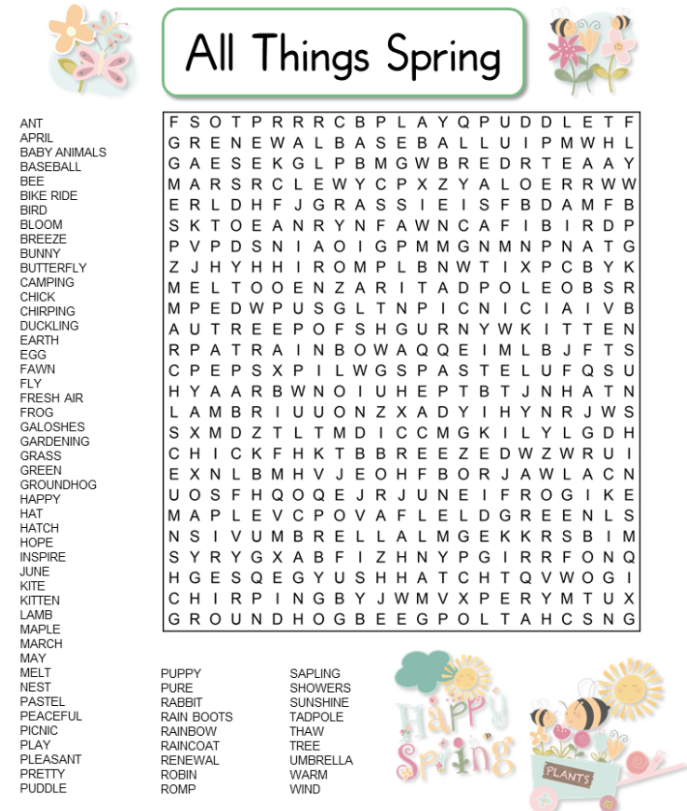 All Things Spring
ANT
APRIL
BABY ANIMALS
BASEBALL
BEE
BIKE RIDE
BIRD
BLOOM
BREEZE
BUNNY
BUTTERFLY
CAMPING
CHICK
CHIRPING
DUCKLING
EARTH
EGG
FAWN
FLY
FRESH AIR
FROG
GALOSHES
GARDENING
GRASS
GREEN
GROUNDHOG
HAPPY
HAT
HATCH
HOPE
INSPIRE
JUNE
KITE
KITTEN
LAMB
MAPLE
MARCH
MAY
MELT
NEST
PASTEL
PEACEFUL
PICNIC
PLAY
PLEASANT
PRETTY
PUDDLE
F S O T P R R R C B P L A Y Q P U D D L E T F
G R E N E W A L B A S E B A L L U I P M W H L
G A E S E K G L P B M G W B R E D R T E A A Y
M A R S R C L E W Y C P X Z Y A L O E R R W W
E R L D H F J G R A S S I E I S F B D A M F B
S K T O E A N R Y N F A W N C A F I B I R D P
P V P D S N I A O I G P M M G N M N P N A T G
Z J H Y H H I R O M P L B N W T I X P C B Y K
M E L T O O E N Z A R I T A D P O L E O B S R
M P E D W P U S G L T N P I C N I C I A I V B
A U T R E E P O F S H G U R N Y W K I T T E N
R P A T R A I N B O W A Q Q E I M L B J F T S
C P E P S X P I L W G S P A S T E L U F Q S U
H Y A A R B W N O I U H E P T B T J N H A T N
L A M B R I U U O N Z X A D Y I H Y N R J W S
S X M D Z T L T M D I C C M G K I L Y L G D H
C H I C K F H K T B B R E E Z E D W Z W R U I
E X N L B M H V J E O H F B O R J A W L A C N
U O S F H Q O Q E J R J U N E I F R O G I K E
M A P L E V C P O V A F L E L D G R E E N L S
N S I V U M B R E L L A L M G E K K R S B I M
S Y R Y G X A B F I Z H N Y P G I R R F O N Q
H G E S Q E G Y U S H H A T C H T Q V W O G I
C H I R P I N G B Y J W M V X P E R Y M T U X
G R O U N D H O G B E E G P O L T A H C S N G
PUPPY
PURE
RABBIT
RAIN BOOTS
RAINBOW
RAINCOAT
RENEWAL
ROBIN
ROMP
SAPLING
SHOWERS
SUNSHINE
TADPOLE
THAW
TREE
UMBRELLA
WARM
WIND
Happy
Spring
PLANTS